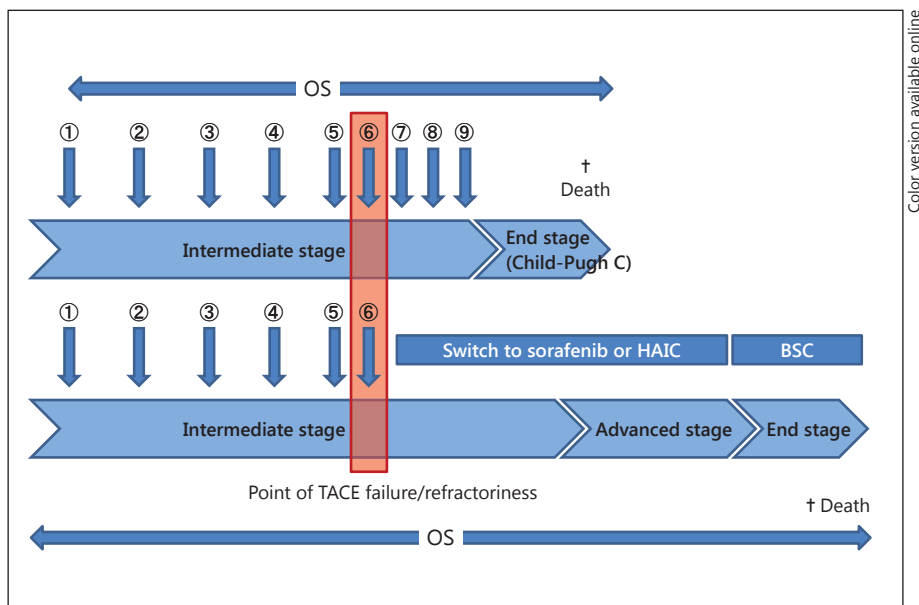 OS
① ② ③ ④ ⑤ ⑥ ⑦ ⑧ ⑨
†
Death
Intermediate stage
End stage
(Child-Pugh C)
① ② ③ ④ ⑤ ⑥
Switch to sorafenib or HAIC
BSC
Intermediate stage
Advanced stage
End stage
Point of TACE failure/refractoriness
† Death
OS
Color version available online